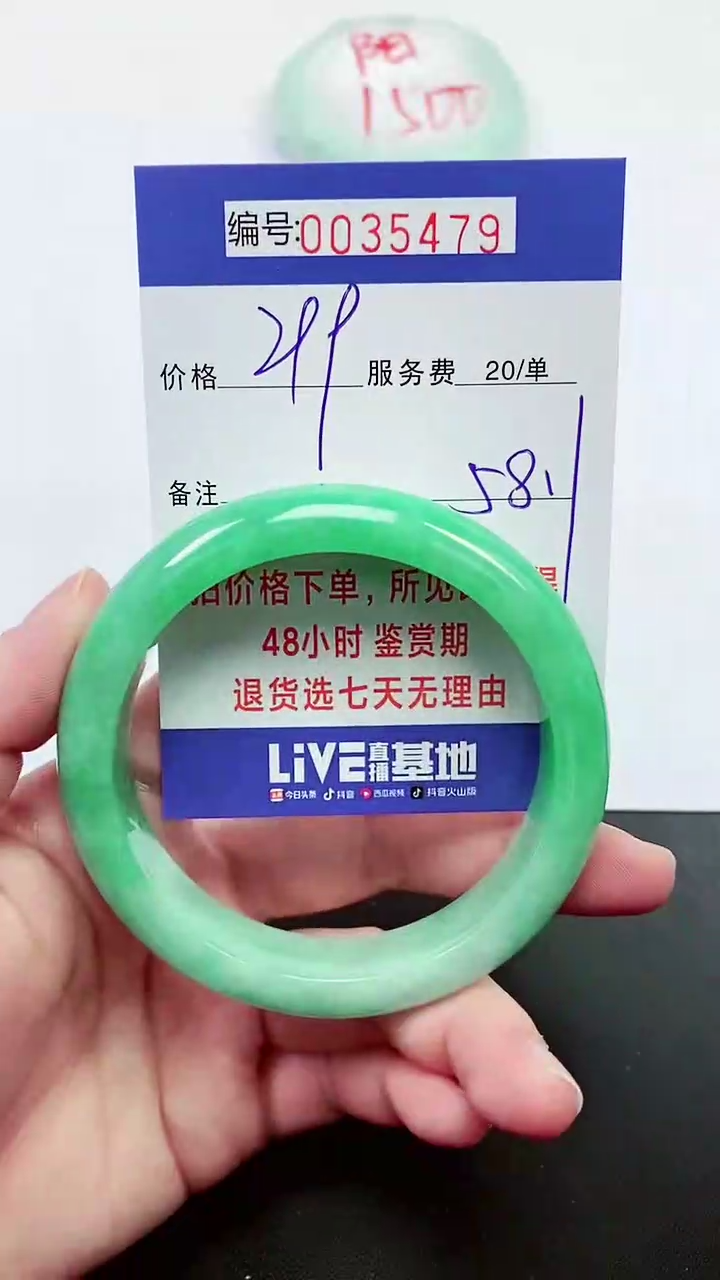 阳
1500
编号:0035479
价格 299 服务费 20/单
备注 581
拍价格下单，所见
48小时 鉴赏期
退货选七天无理由
LiVE直播基地
今日头条 抖音 西瓜视频 抖音火山版